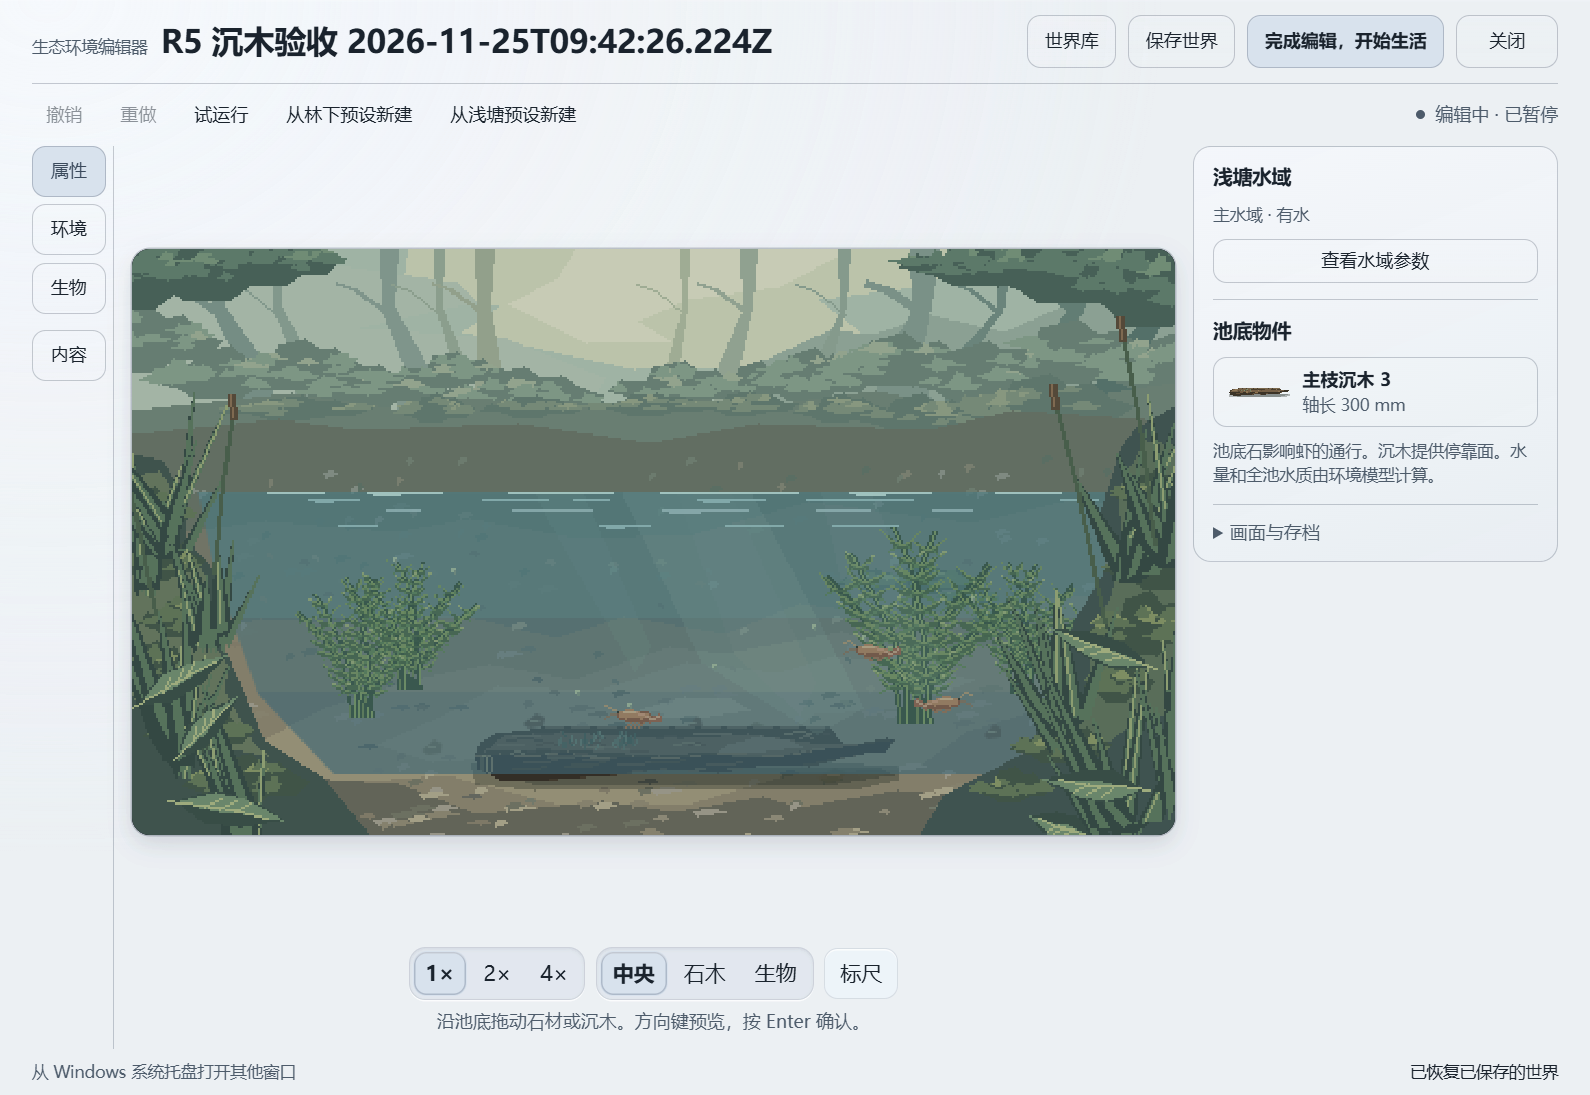 生态环境编辑器 R5 沉木验收 2026-11-25T09:42:26.224Z
世界库 保存世界 完成编辑，开始生活 关闭
撤销 重做 试运行 从林下预设新建 从浅塘预设新建
编辑中 · 已暂停
属性
环境
生物
内容
浅塘水域
主水域 · 有水
查看水域参数
池底物件
主枝沉木 3
轴长 300 mm
池底石影响虾的通行。沉木提供停靠面。水
量和全池水质由环境模型计算。
画面与存档
1× 2× 4× 中央 石木 生物 标尺
沿池底拖动石材或沉木。方向键预览，按 Enter 确认。
从 Windows 系统托盘打开其他窗口
已恢复已保存的世界